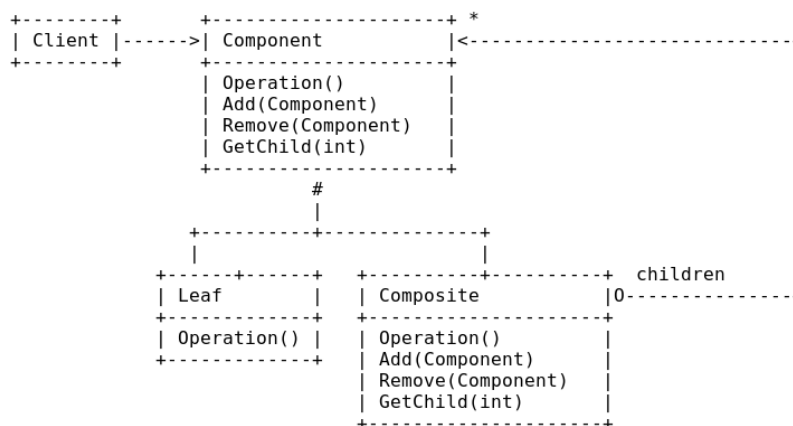 *
Client Component
Operation()
Add(Component)
Remove(Component)
GetChild(int)
#
children
Leaf Composite
Operation() Operation()
Add(Component)
Remove(Component)
GetChild(int)